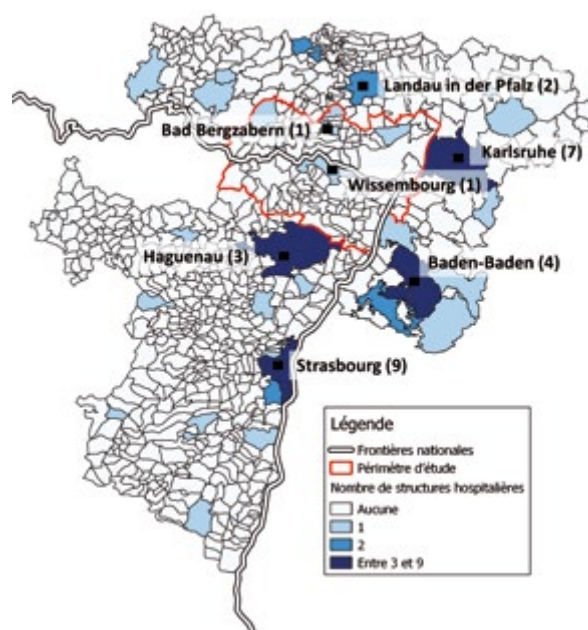 Landau in der Pfalz (2)
Bad Bergzabern (1)
Karlsruhe (7)
Wissembourg (1)
Haguenau (3)
Baden-Baden (4)
Strasbourg (9)
Légende
Frontières nationales
Périmètre d'étude
Nombre de structures hospitalières
Aucune
1
2
Entre 3 et 9